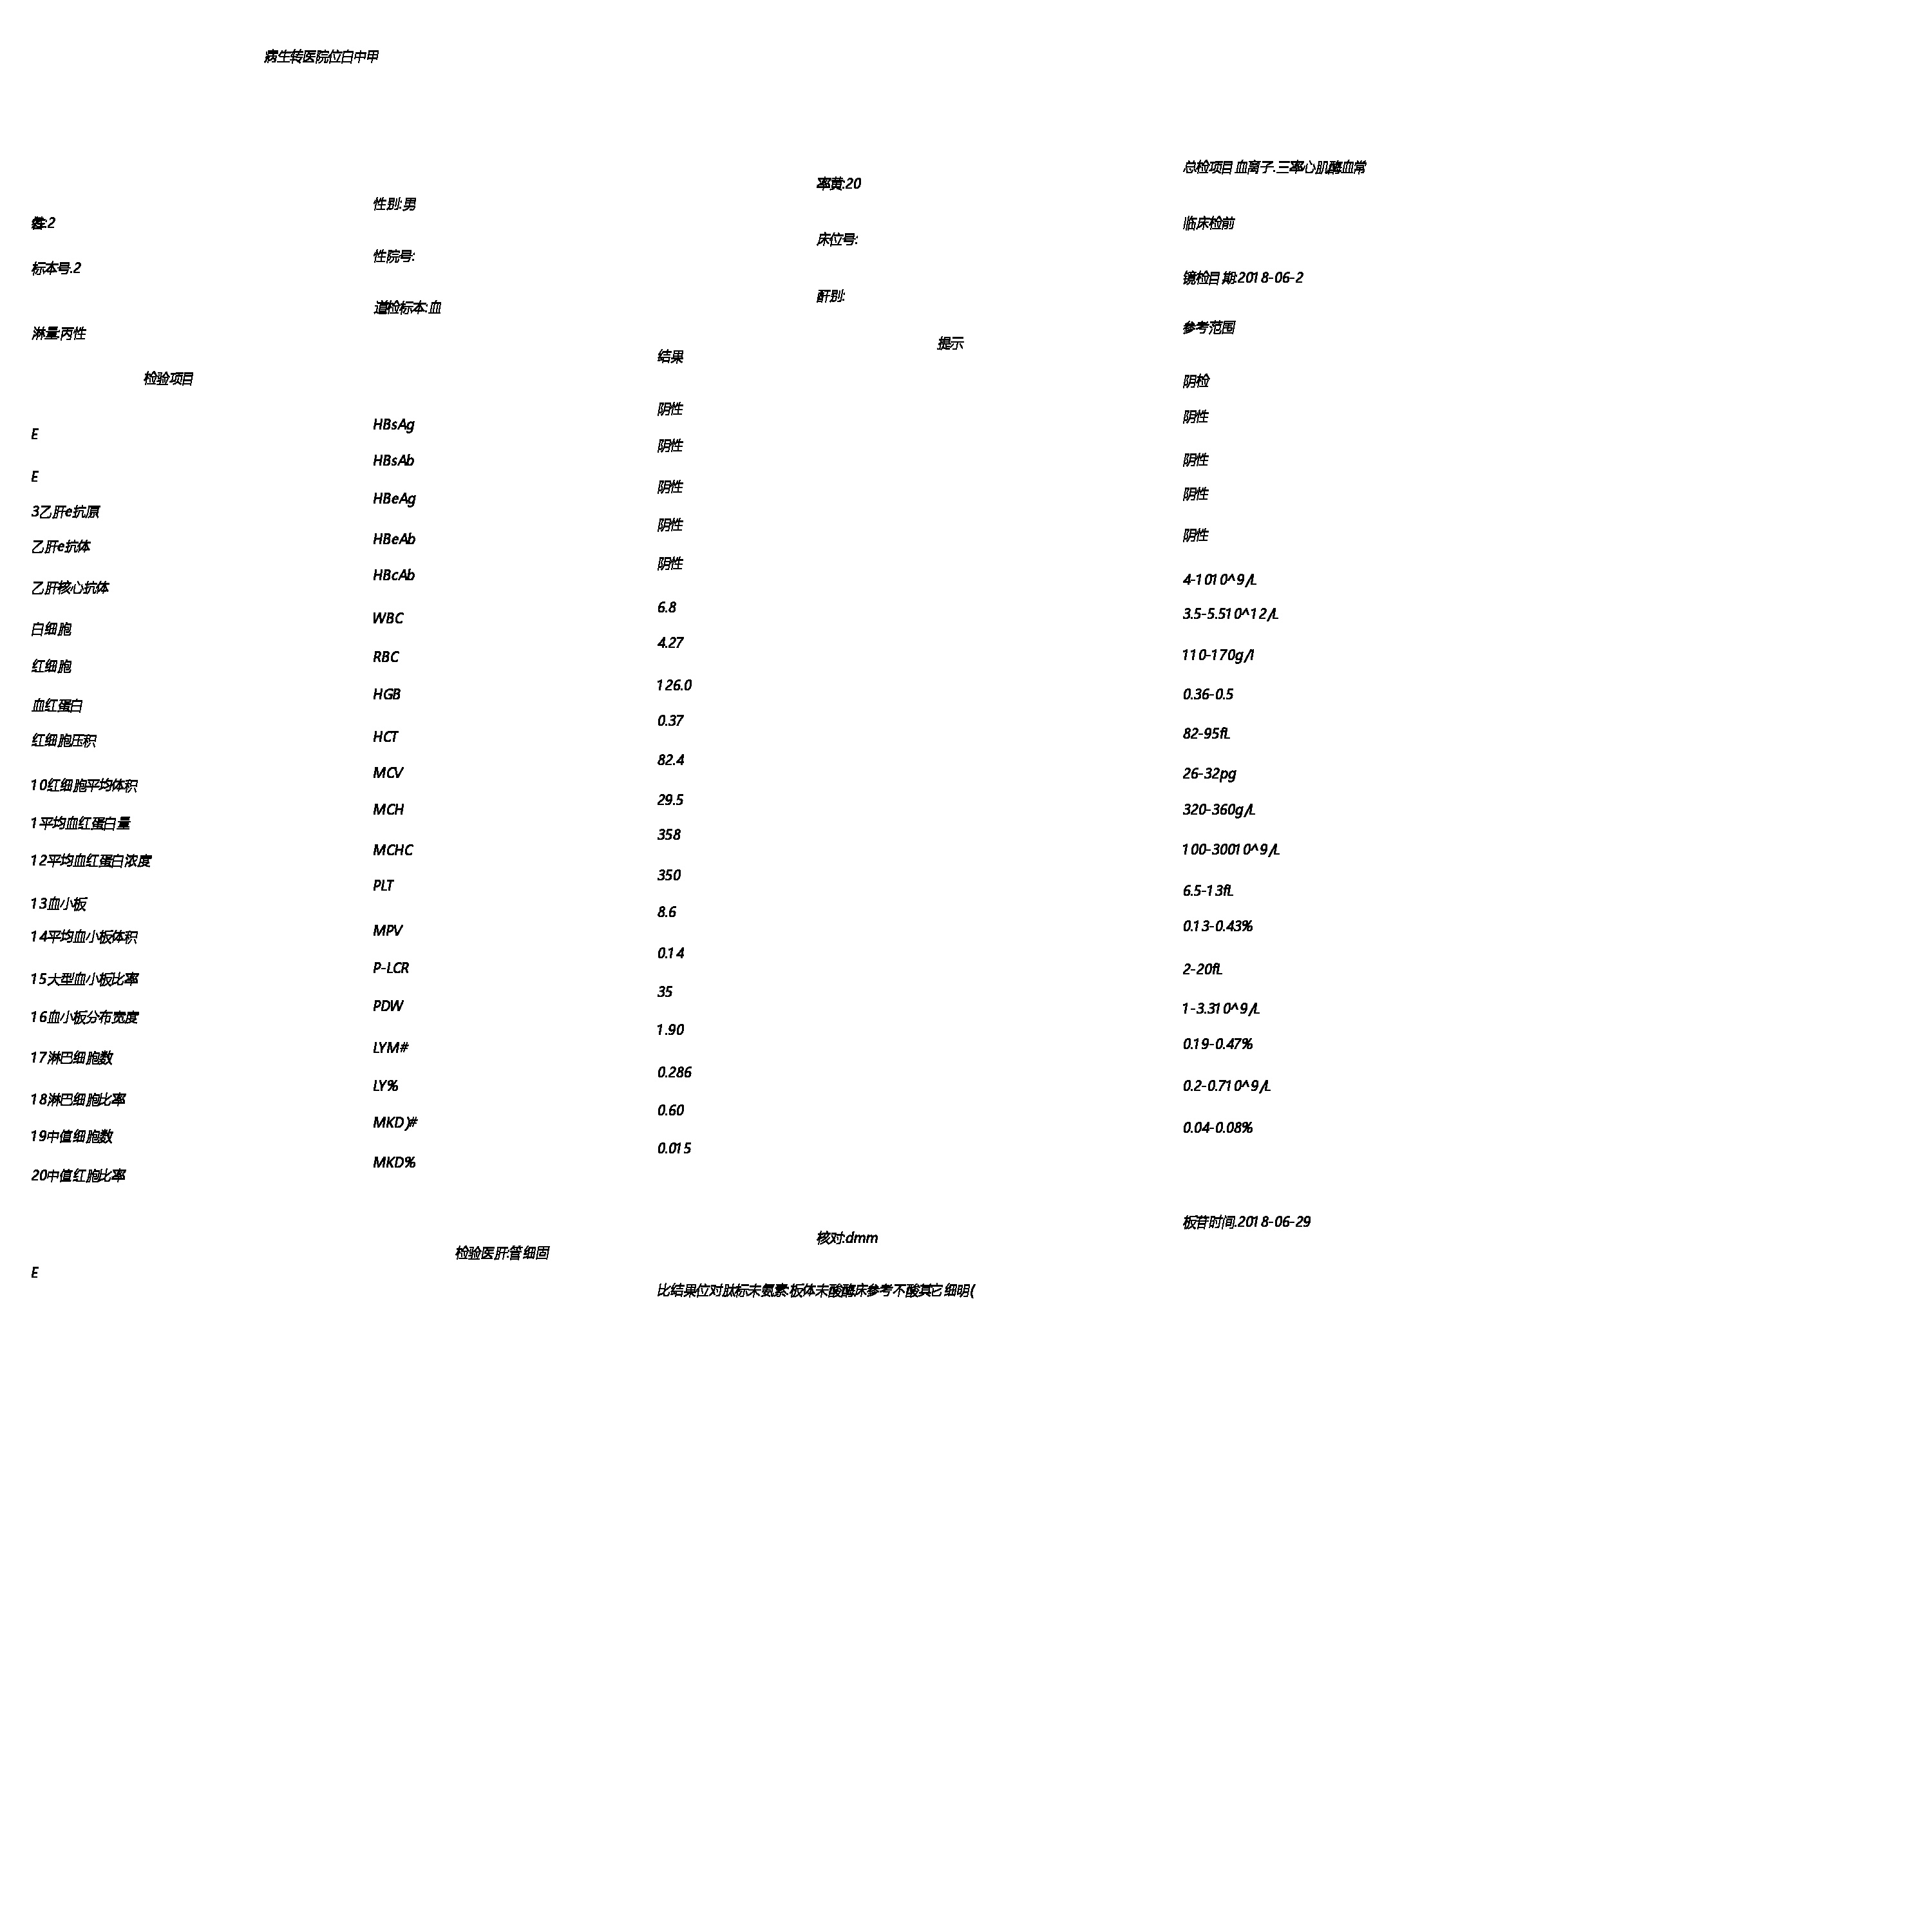 病生转医院位白中甲
总检项目血离子.三率心肌酶血常
率黄:20
性别:男
:2
临床检前
床位号:
性院号:
标本号.2
镜检目期:2018-06-2
酐别:
道检标本:血
淋量:丙性
参考范围
提示
结果
检验项目
阴检
E HBsAg 阴性 阴性
E HBsAb 阴性 阴性
3乙肝e抗原 HBeAg 阴性 阴性
乙肝e抗体 HBeAb 阴性 阴性
乙肝核心抗体 HBcAb 阴性 4-1010^9/L
白细胞 WBC 6.8 3.5-5.510^12/L
红细胞 RBC 4.27 110-170g/l
血红蛋白 HGB 126.0 0.36-0.5
红细胞压积 HCT 0.37 82-95fL
10红细胞平均体积 MCV 82.4 26-32pg
1平均血红蛋白量 MCH 29.5 320-360g/L
12平均血红蛋白浓度 MCHC 358 100-30010^9/L
13血小板 PLT 350 6.5-13fL
14平均血小板体积 MPV 8.6 0.13-0.43%
15大型血小板比率 P-LCR 0.14 2-20fL
16血小板分布宽度 PDW 35 1-3.310^9/L
17淋巴细胞数 LYM# 1.90 0.19-0.47%
18淋巴细胞比率 LY% 0.286 0.2-0.710^9/L
19中值细胞数 MKD)# 0.60 0.04-0.08%
20中值红胞比率 MKD% 0.015
板苷时间.2018-06-29
核对:dmm
检验医肝:管细固
E
比结果位对肽标未氨素:板体未酸酶床参考不酸其它细明(